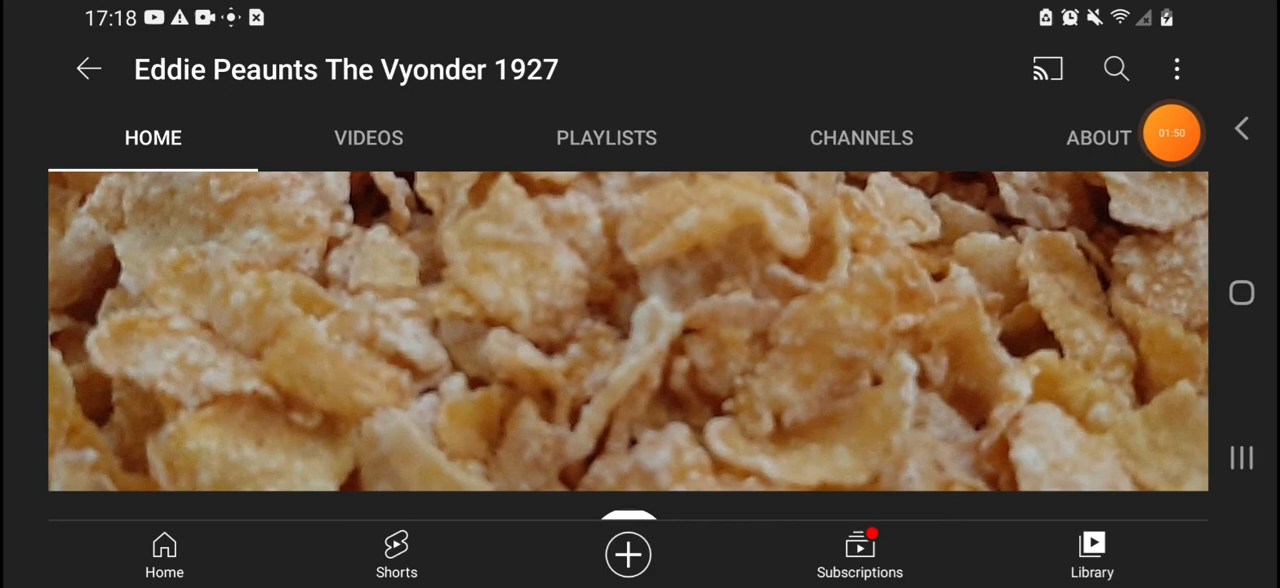 17:18
Eddie Peaunts The Vyonder 1927
HOME VIDEOS PLAYLISTS CHANNELS ABOUT
01:50
Home Shorts Subscriptions Library